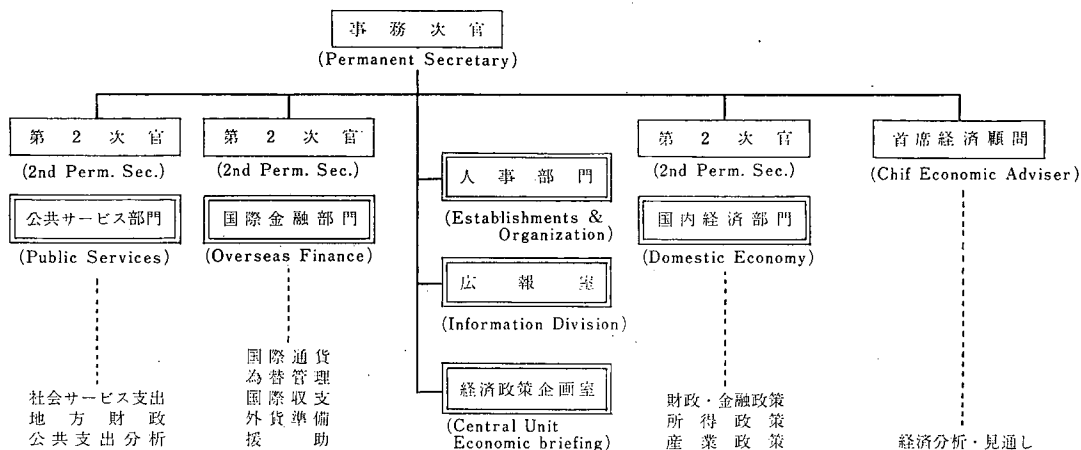 事務次官
(Permanent Secretary)
第2次官
(2nd Perm. Sec.)
公共サービス部門
(Public Services)
社会サービス支出
地方財政
公共支出分析
第2次官
(2nd Perm. Sec.)
国際金融部門
(Overseas Finance)
国際通貨
為替管理
国際収支
外貨準備
援助
人事部門
(Establishments &
Organization)
広報室
(Information Division)
経済政策企画室
(Central Unit
Economic briefing)
第2次官
(2nd Perm. Sec.)
国内経済部門
(Domestic Economy)
財政・金融政策
所得政策
産業政策
首席経済顧問
(Chif Economic Adviser)
経済分析・見通し